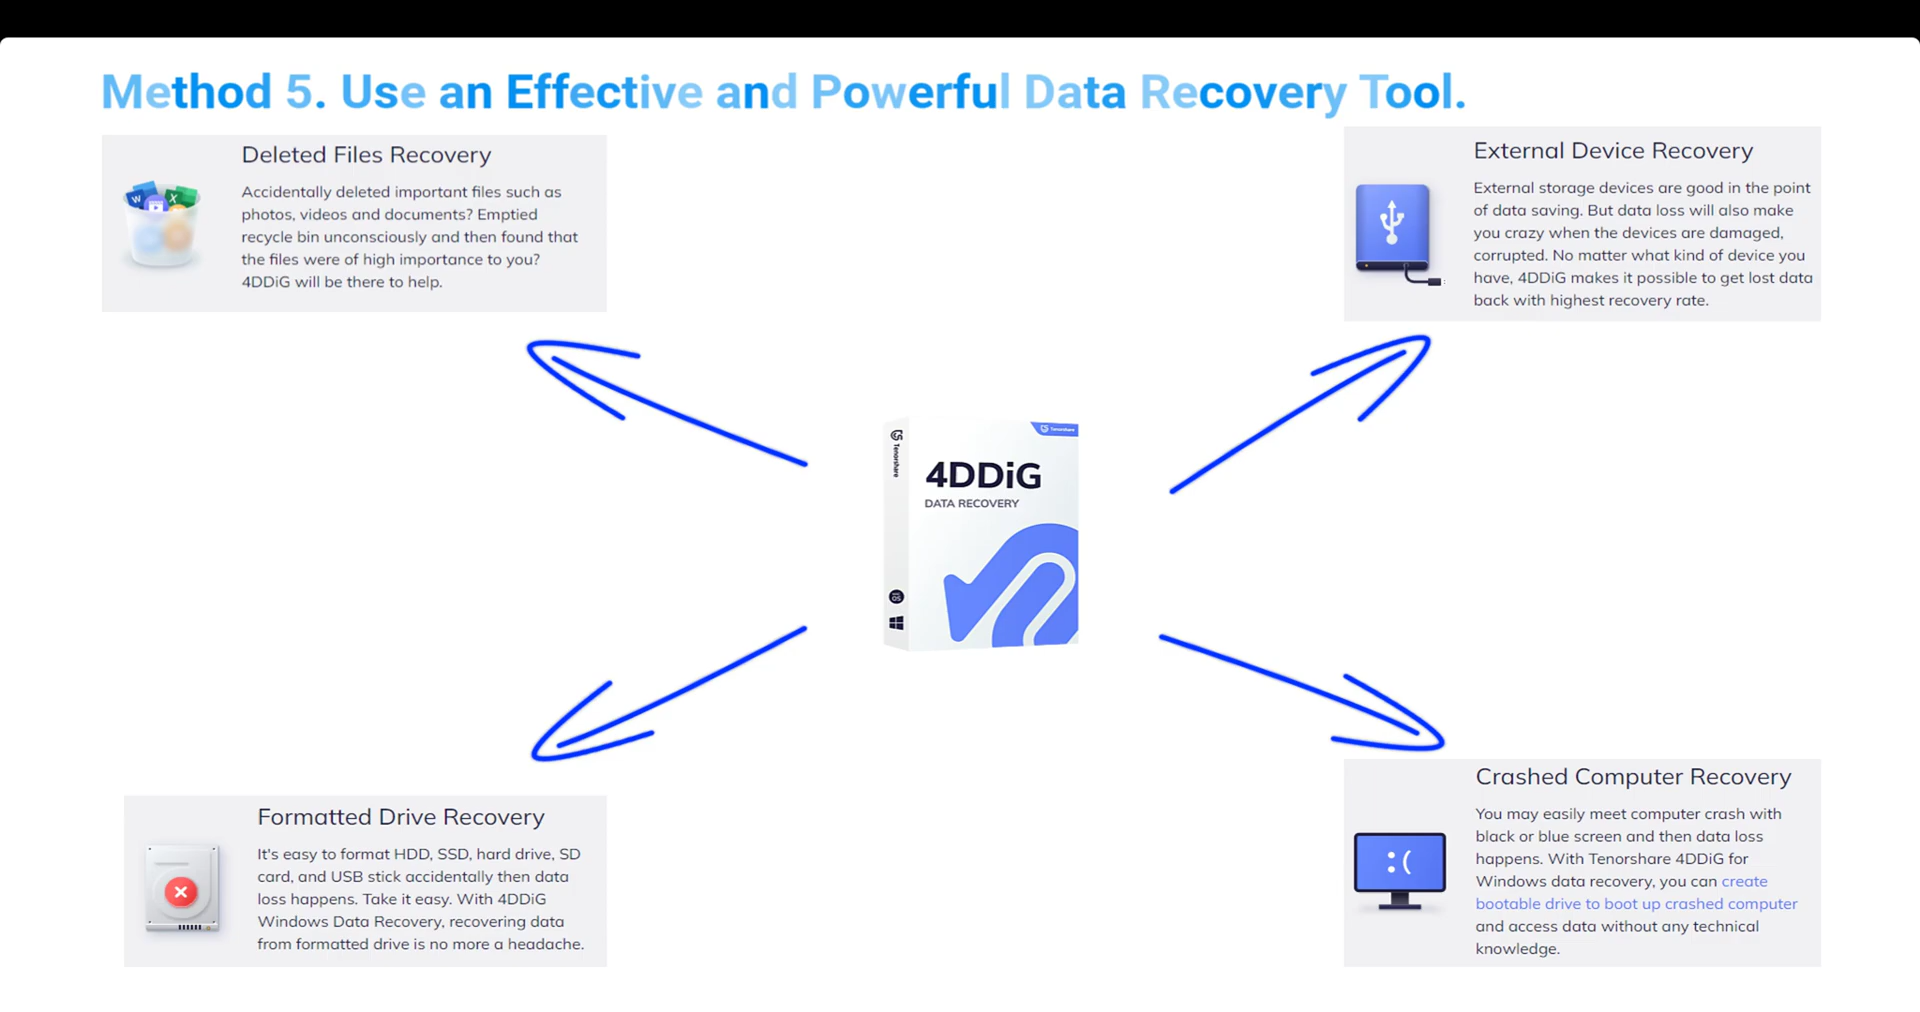 Method 5. Use an Effective and Powerful Data Recovery Tool.
Deleted Files Recovery
Accidentally deleted important files such as
photos, videos and documents? Emptied
recycle bin unconsciously and then found that
the files were of high importance to you?
4DDiG will be there to help.
W
X
External Device Recovery
External storage devices are good in the point
of data saving. But data loss will also make
you crazy when the devices are damaged,
corrupted. No matter what kind of device you
have, 4DDiG makes it possible to get lost data
back with highest recovery rate.
Tenorshare
Tenorshare
4DDiG
DATA RECOVERY
Formatted Drive Recovery
It's easy to format HDD, SSD, hard drive, SD
card, and USB stick accidentally then data
loss happens. Take it easy. With 4DDiG
Windows Data Recovery, recovering data
from formatted drive is no more a headache.
Crashed Computer Recovery
You may easily meet computer crash with
black or blue screen and then data loss
happens. With Tenorshare 4DDiG for
Windows data recovery, you can create
bootable drive to boot up crashed computer
and access data without any technical
knowledge.
:(